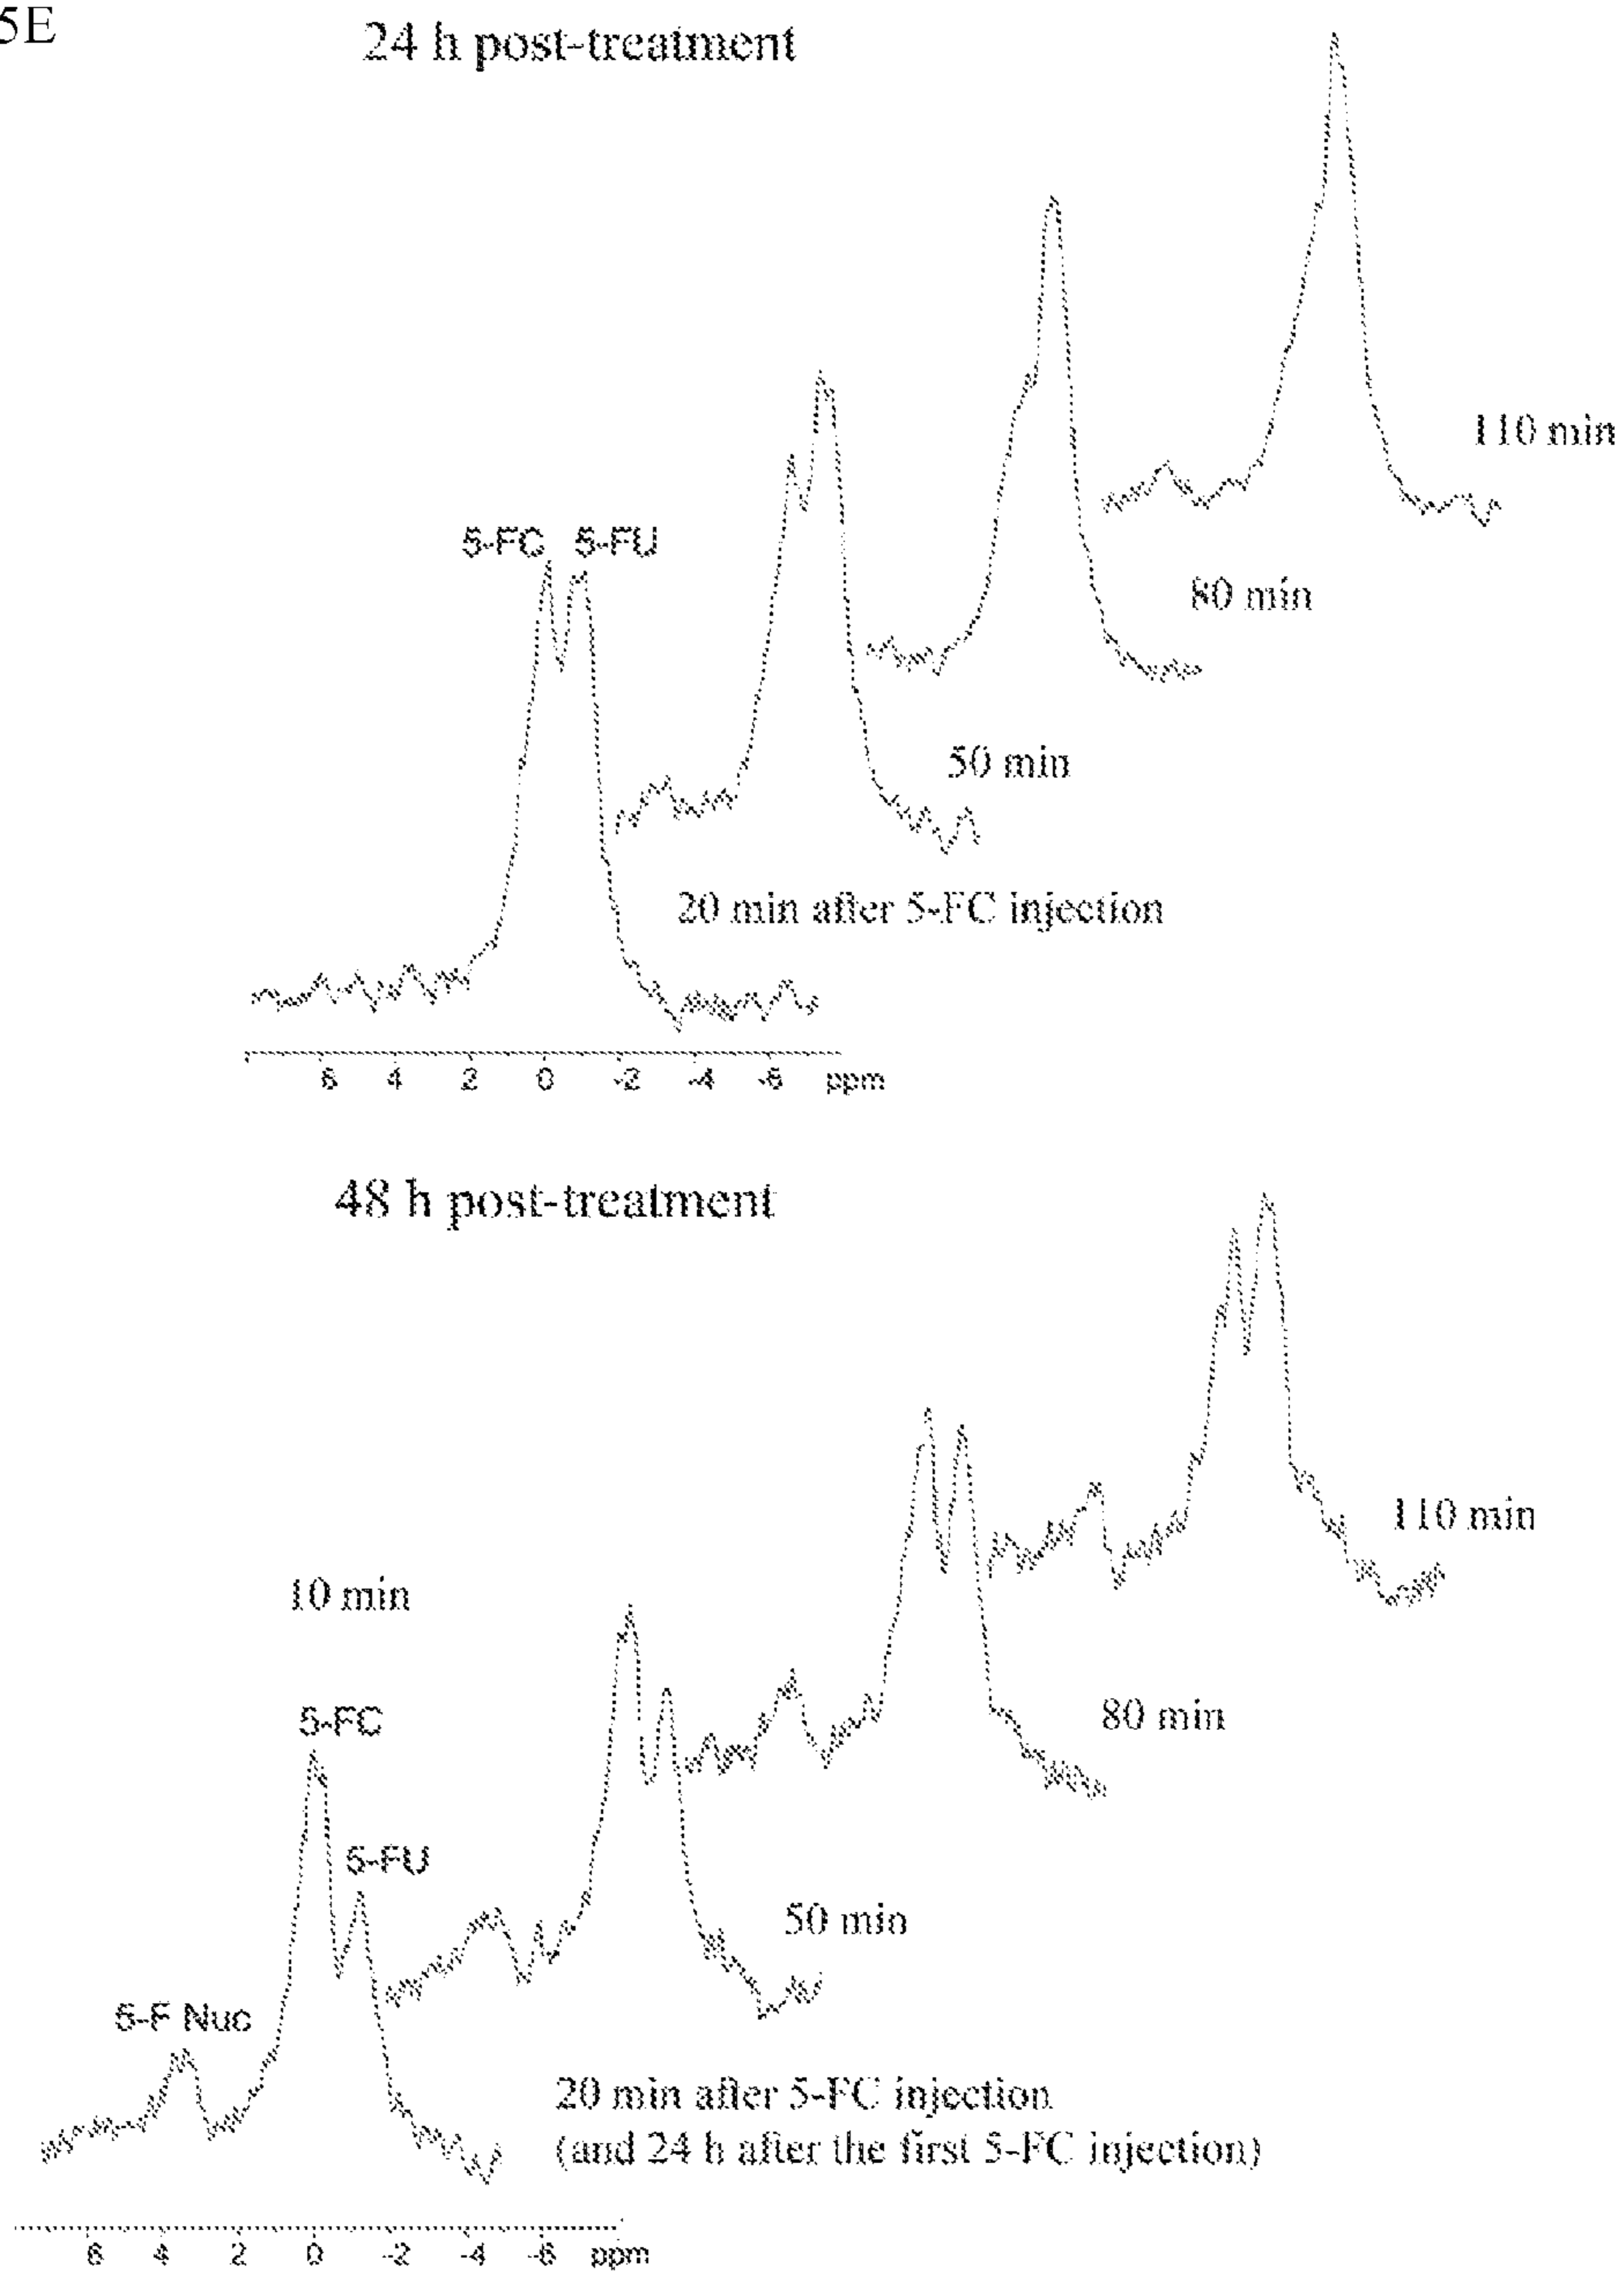 5E
24 h post-treatment
110 min
5-FC 5-FU
80 min
50 min
20 min after 5-FC injection
6 4 2 0 -2 -4 -6 ppm
48 h post-treatment
110 min
10 min
80 min
5-FC
5-FU
50 min
5-F Nuc
20 min after 5-FC injection
(and 24 h after the first 5-FC injection)
6 4 2 0 -2 -4 -6 ppm